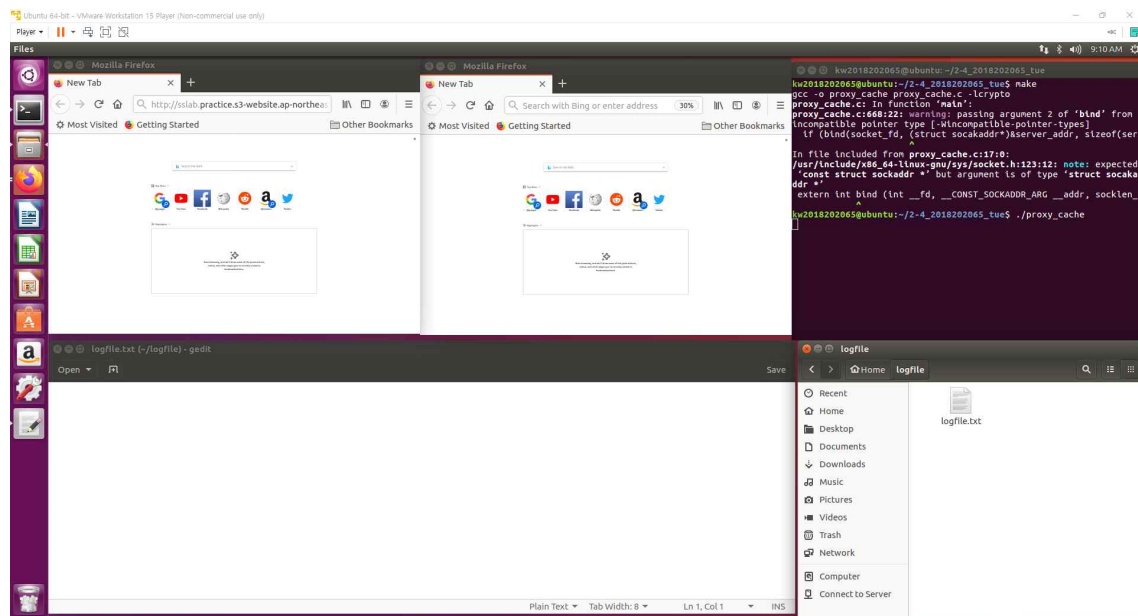 Ubuntu 64-bit – VMware Workstation 15 Player (Non-commercial use only)
Player
Files
9:10 AM
Mozilla Firefox
New Tab
http://sslab.practice.s3-website.ap-northeas
Most Visited
Getting Started
Other Bookmarks
Mozilla Firefox
New Tab
Search with Bing or enter address
30%
Most Visited
Getting Started
Other Bookmarks
kw2018202065@ubuntu: ~/2-4_2018202065_tue
kw2018202065@ubuntu:~/2-4_2018202065_tue$ make
gcc -o proxy_cache proxy_cache.c -lcrypto
proxy_cache.c: In function ‘main’:
proxy_cache.c:668:22: warning: passing argument 2 of ‘bind’ from
incompatible pointer type [-Wincompatible-pointer-types]
if (bind(socket_fd, (struct socakaddr*)&server_addr, sizeof(ser
^
In file included from proxy_cache.c:17:0:
/usr/include/x86_64-linux-gnu/sys/socket.h:123:12: note: expected
‘const struct sockaddr *’ but argument is of type ‘struct socaka
ddr *’
extern int bind (int __fd, __CONST_SOCKADDR_ARG __addr, socklen_
^
kw2018202065@ubuntu:~/2-4_2018202065_tue$ ./proxy_cache
logfile.txt (~/logfile) - gedit
Open
Save
Plain Text
Tab Width: 8
Ln 1, Col 1
INS
logfile
Home
logfile
Recent
Home
Desktop
Documents
Downloads
Music
Pictures
Videos
Trash
Network
Computer
Connect to Server
logfile.txt